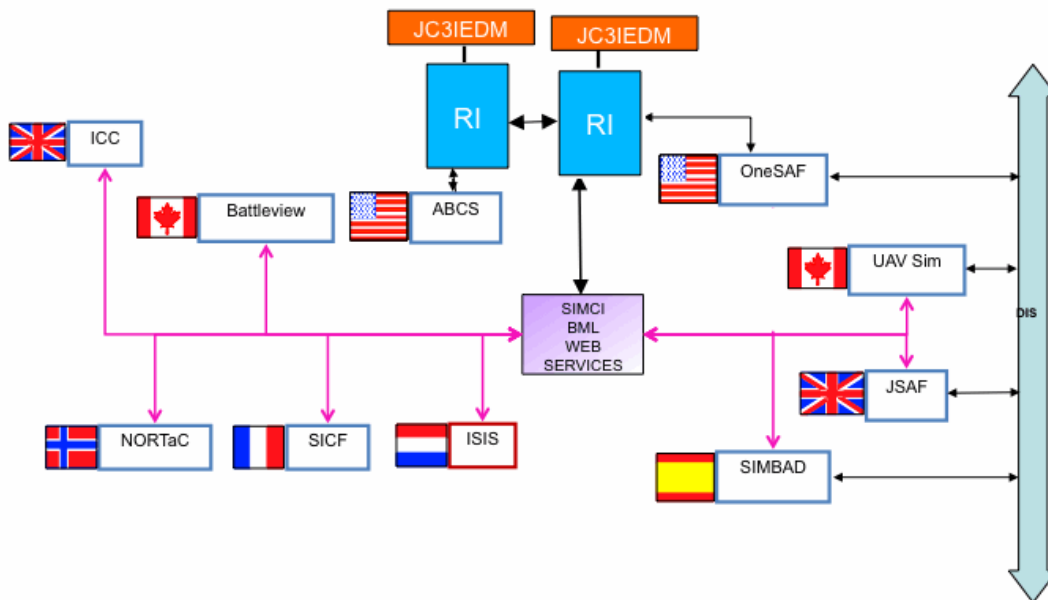 JC3IEDM
JC3IEDM
RI
RI
ICC
OneSAF
Battleview
ABCS
UAV Sim
SIMCI
BML
WEB
SERVICES
DIS
JSAF
NORTaC
SICF
ISIS
SIMBAD